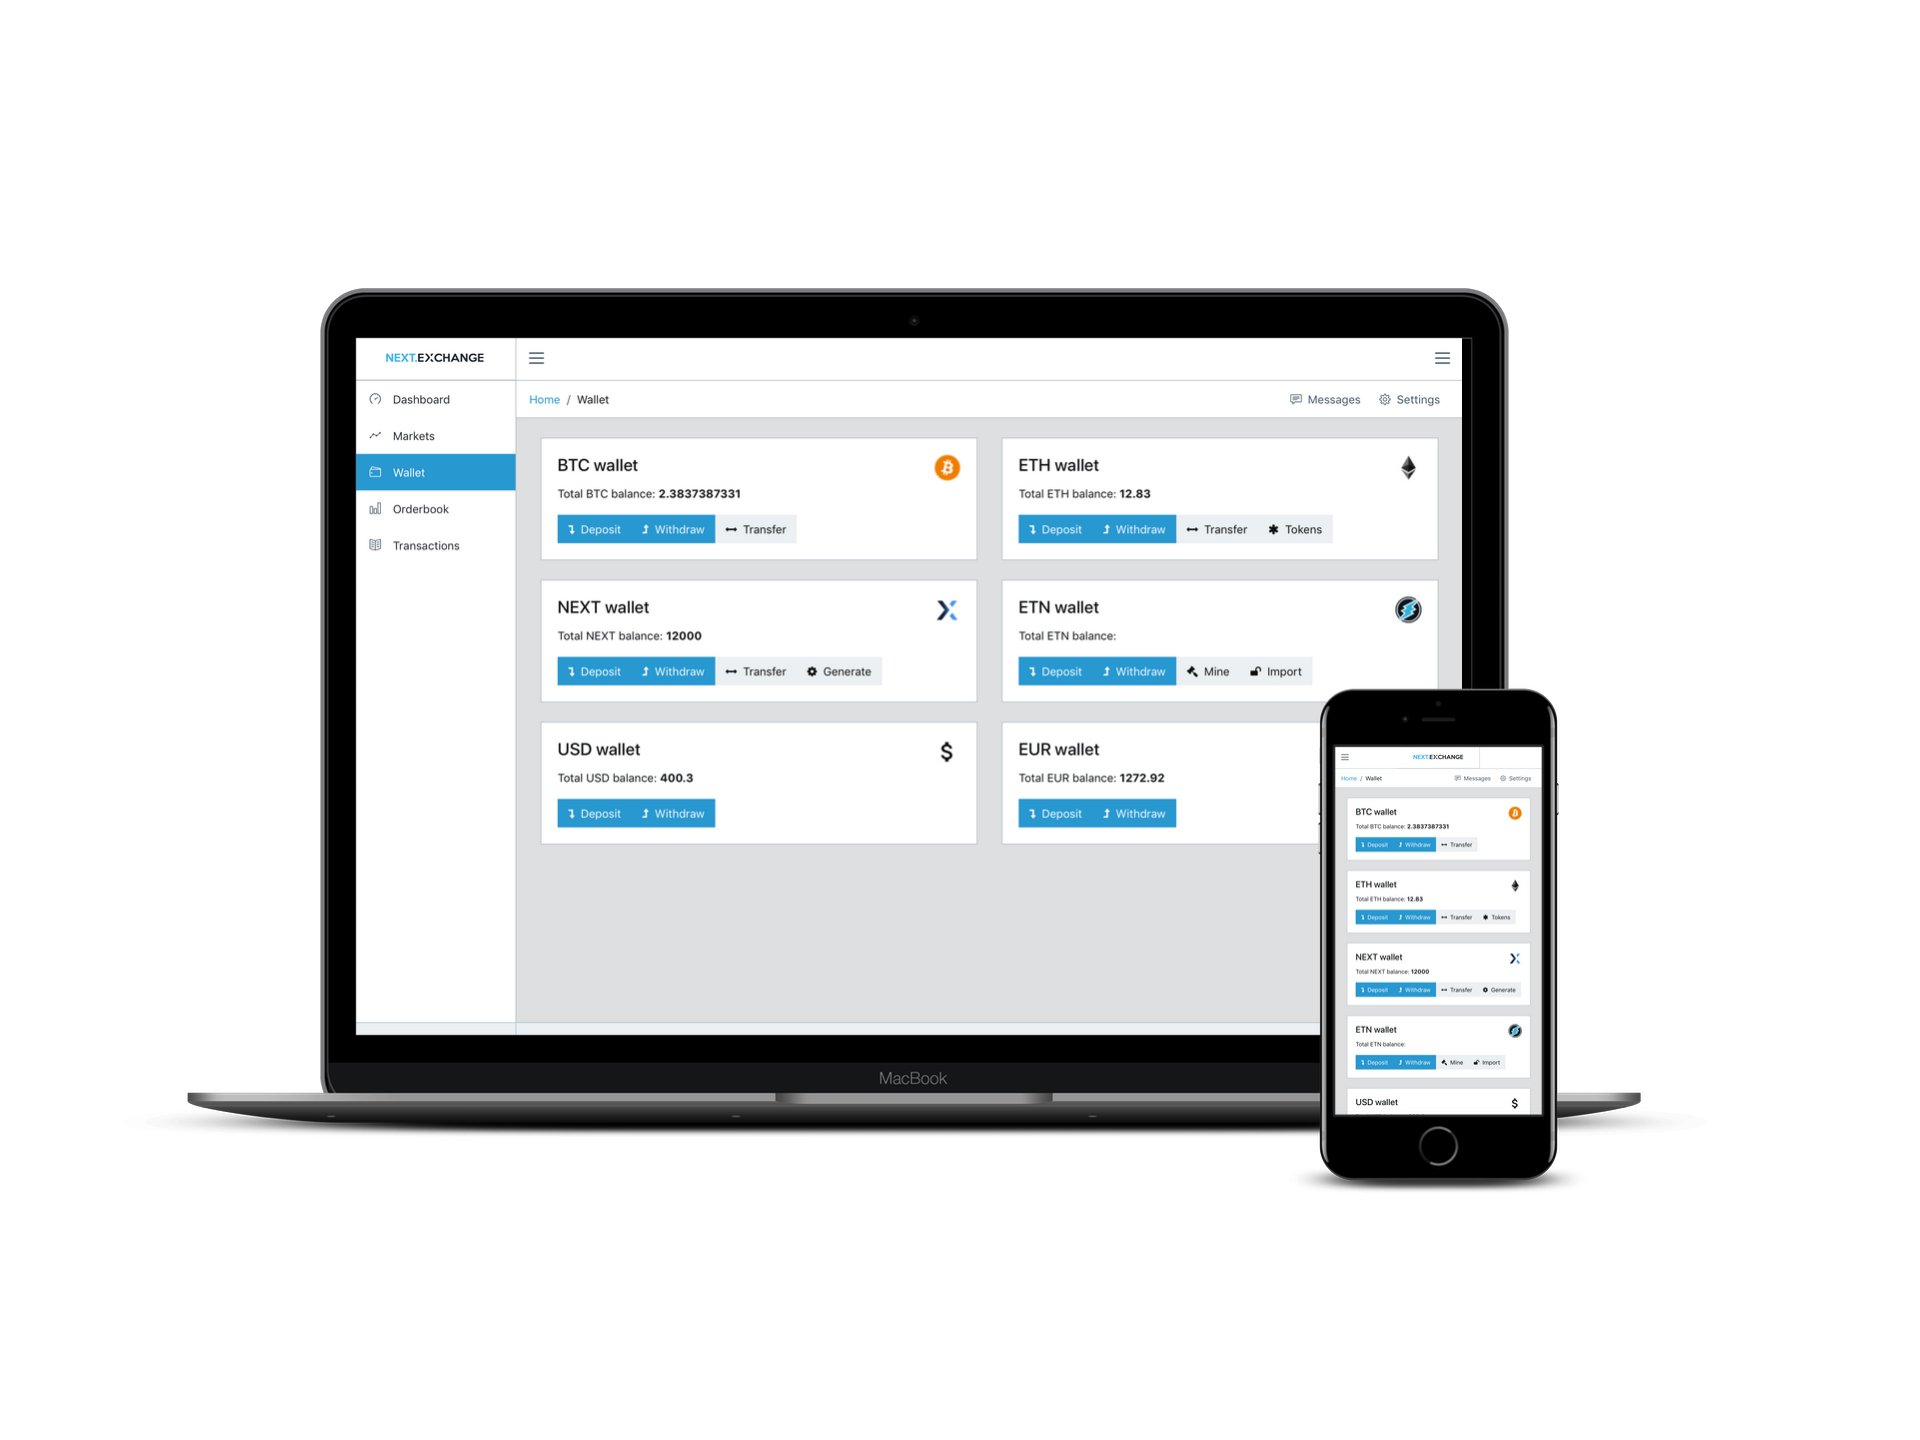 NEXT.EXCHANGE
Dashboard
Markets
Wallet
Orderbook
Transactions
Home / Wallet
Messages Settings
BTC wallet
Total BTC balance: 2.3837387331
Deposit Withdraw Transfer
ETH wallet
Total ETH balance: 12.83
Deposit Withdraw Transfer Tokens
NEXT wallet
Total NEXT balance: 12000
Deposit Withdraw Transfer Generate
ETN wallet
Total ETN balance:
Deposit Withdraw Mine Import
USD wallet
$
Total USD balance: 400.3
Deposit Withdraw
EUR wallet
Total EUR balance: 1272.92
Deposit Withdraw
MacBook
NEXT.EXCHANGE
Home / Wallet
Messages Settings
BTC wallet
Total BTC balance: 2.3837387331
Deposit Withdraw Transfer
ETH wallet
Total ETH balance: 12.83
Deposit Withdraw Transfer Tokens
NEXT wallet
Total NEXT balance: 12000
Deposit Withdraw Transfer Generate
ETN wallet
Total ETN balance:
Deposit Withdraw Mine Import
USD wallet
$